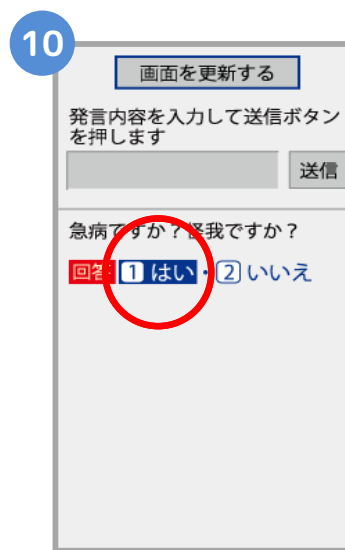 10
画面を更新する
発言内容を入力して送信ボタン
を押します
送信
急病ですか？怪我ですか？
回答 1 はい・2 いいえ